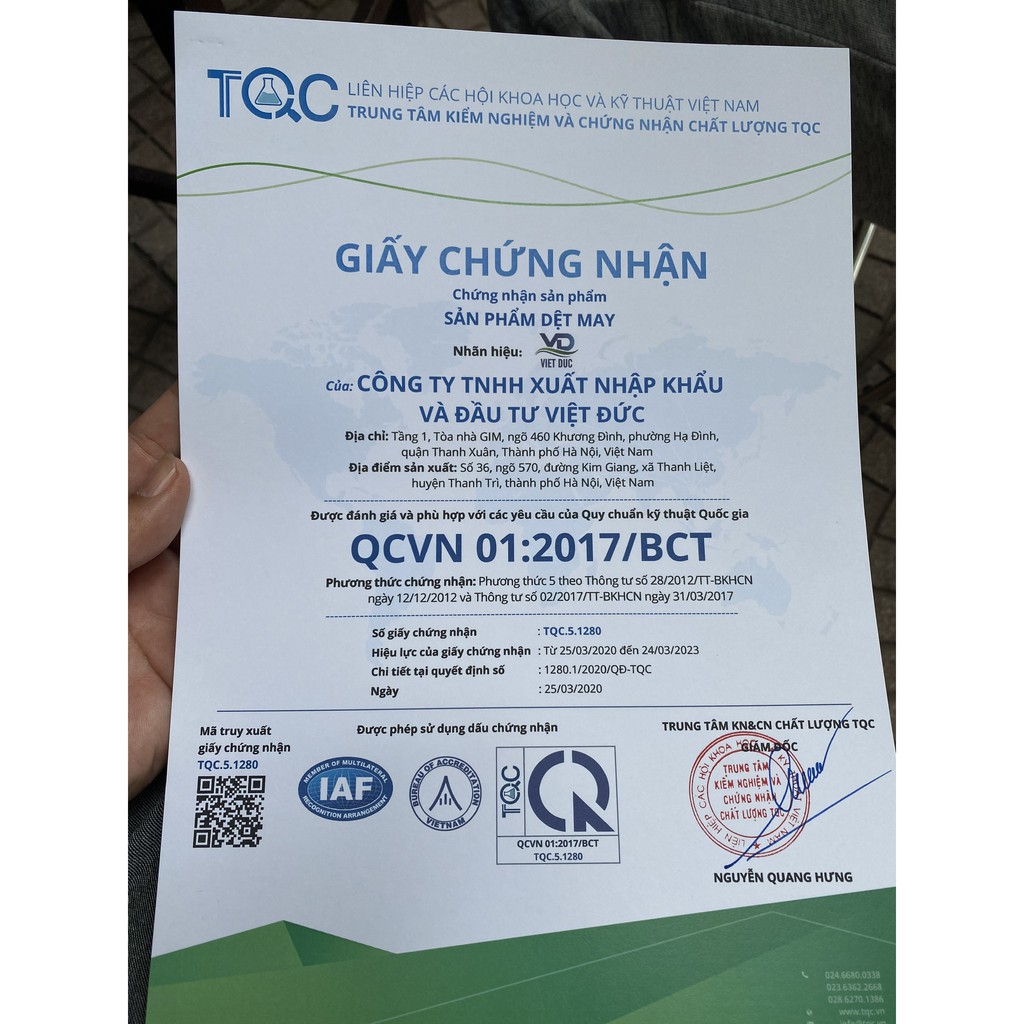 TQC
LIÊN HIỆP CÁC HỘI KHOA HỌC VÀ KỸ THUẬT VIỆT NAM
TRUNG TÂM KIỂM NGHIỆM VÀ CHỨNG NHẬN CHẤT LƯỢNG TQC
GIẤY CHỨNG NHẬN
Chứng nhận sản phẩm
SẢN PHẨM DỆT MAY
Nhãn hiệu: VD
VIET DUC
Của: CÔNG TY TNHH XUẤT NHẬP KHẨU
VÀ ĐẦU TƯ VIỆT ĐỨC
Địa chỉ: Tầng 1, Tòa nhà GIM, ngõ 460 Khương Đình, phường Hạ Đình,
quận Thanh Xuân, Thành phố Hà Nội, Việt Nam
Địa điểm sản xuất: Số 36, ngõ 570, đường Kim Giang, xã Thanh Liệt,
huyện Thanh Trì, thành phố Hà Nội, Việt Nam
Được đánh giá và phù hợp với các yêu cầu của Quy chuẩn kỹ thuật Quốc gia
QCVN 01:2017/BCT
Phương thức chứng nhận: Phương thức 5 theo Thông tư số 28/2012/TT-BKHCN
ngày 12/12/2012 và Thông tư số 02/2017/TT-BKHCN ngày 31/03/2017
Số giấy chứng nhận : TQC.5.1280
Hiệu lực của giấy chứng nhận : Từ 25/03/2020 đến 24/03/2023
Chi tiết tại quyết định số : 1280.1/2020/QĐ-TQC
Ngày : 25/03/2020
Mã truy xuất
giấy chứng nhận
TQC.5.1280
Được phép sử dụng dấu chứng nhận
MEMBER OF MULTILATERAL
IAF
RECOGNITION ARRANGEMENT
BUREAU OF ACCREDITATION
VIETNAM
TQC
QCVN 01:2017/BCT
TQC.5.1280
TRUNG TÂM KN&CN CHẤT LƯỢNG TQC
GIÁM ĐỐC
LIÊN HIỆP CÁC HỘI KHOA HỌC VIỆT NAM
TRUNG TÂM
KIỂM NGHIỆM VÀ
CHỨNG NHẬN
CHẤT LƯỢNG TQC
NGUYỄN QUANG HƯNG
024.6680.0338
023.6362.2668
028.6270.1386
www.tqc.vn